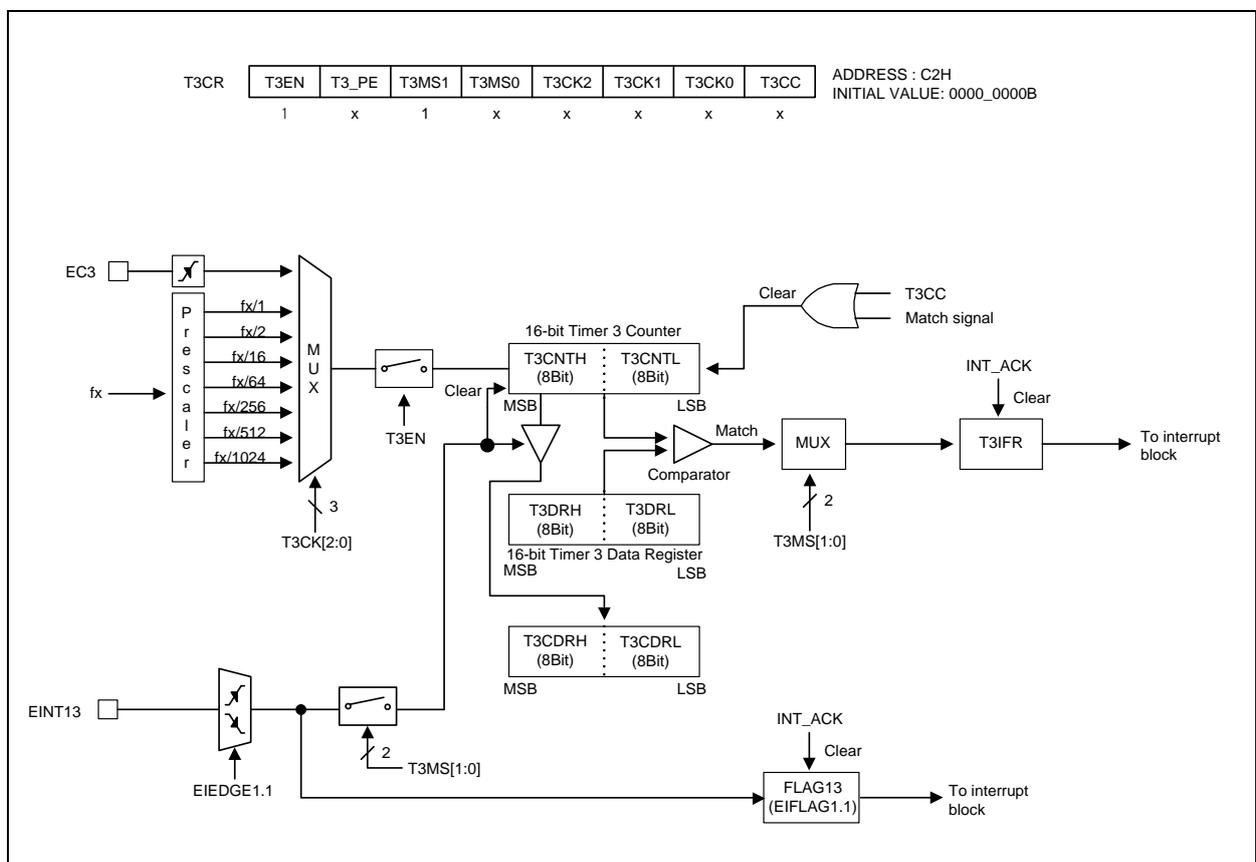 T3CR T3EN T3_PE T3MS1 T3MS0 T3CK2 T3CK1 T3CK0 T3CC
ADDRESS : C2H
INITIAL VALUE: 0000_0000B
1 x 1 x x x x x
EC3
Prescaler
fx/1
fx/2
fx/16
fx/64
fx/256
fx/512
fx/1024
fx
MUX
3
T3CK[2:0]
T3EN
Clear
T3CC
Match signal
16-bit Timer 3 Counter
T3CNTH
(8Bit)
T3CNTL
(8Bit)
Clear
MSB
LSB
Match
Comparator
MUX
2
T3MS[1:0]
INT_ACK
Clear
T3IFR
To interrupt
block
T3DRH
(8Bit)
T3DRL
(8Bit)
16-bit Timer 3 Data Register
MSB
LSB
T3CDRH
(8Bit)
T3CDRL
(8Bit)
MSB
LSB
EINT13
EIEDGE1.1
2
T3MS[1:0]
INT_ACK
Clear
FLAG13
(EIFLAG1.1)
To interrupt
block